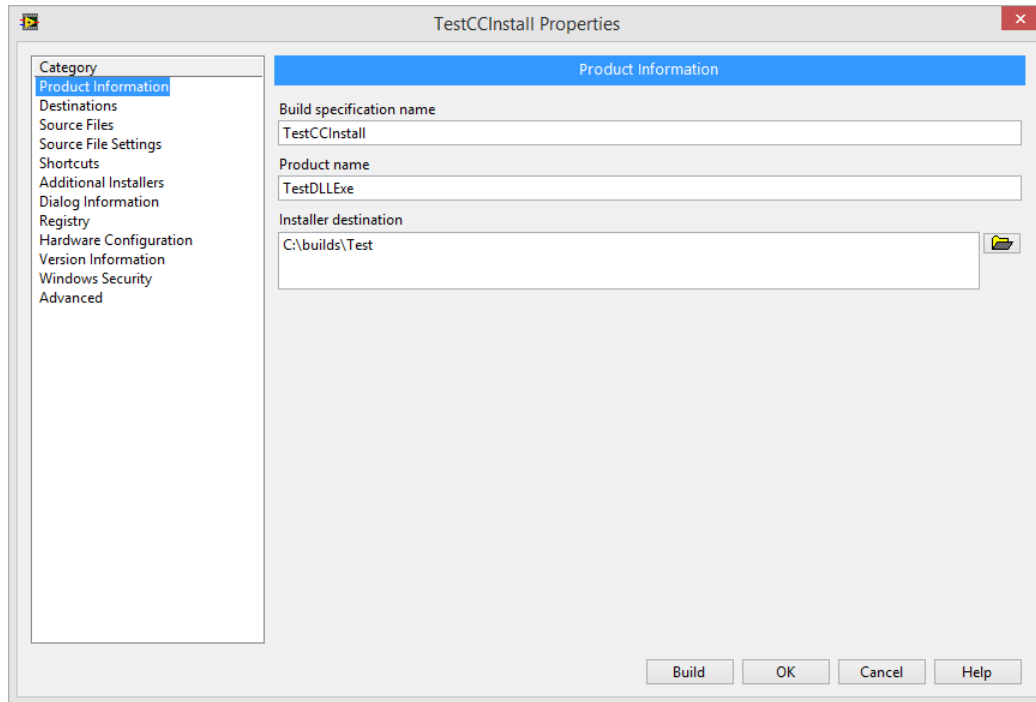 TestCCInstall Properties
Category
Product Information
Destinations
Source Files
Source File Settings
Shortcuts
Additional Installers
Dialog Information
Registry
Hardware Configuration
Version Information
Windows Security
Advanced
Product Information
Build specification name
TestCCInstall
Product name
TestDLLExe
Installer destination
C:\builds\Test
Build
OK
Cancel
Help